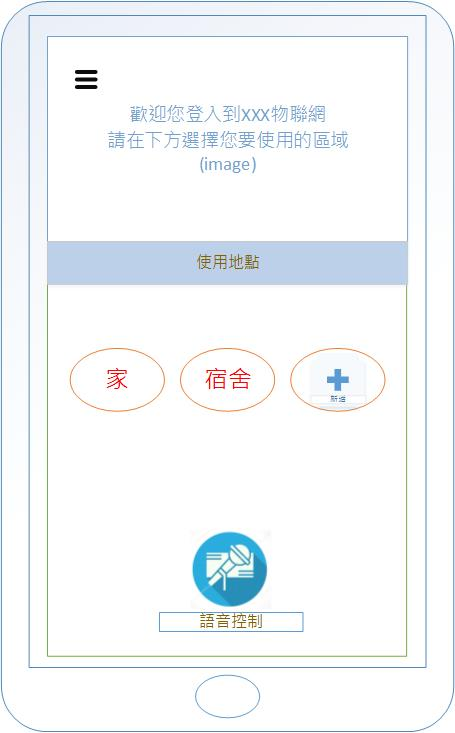 歡迎您登入到XXX物聯網
請在下方選擇您要使用的區域
(image)
使用地點
家
宿舍
新增
語音控制